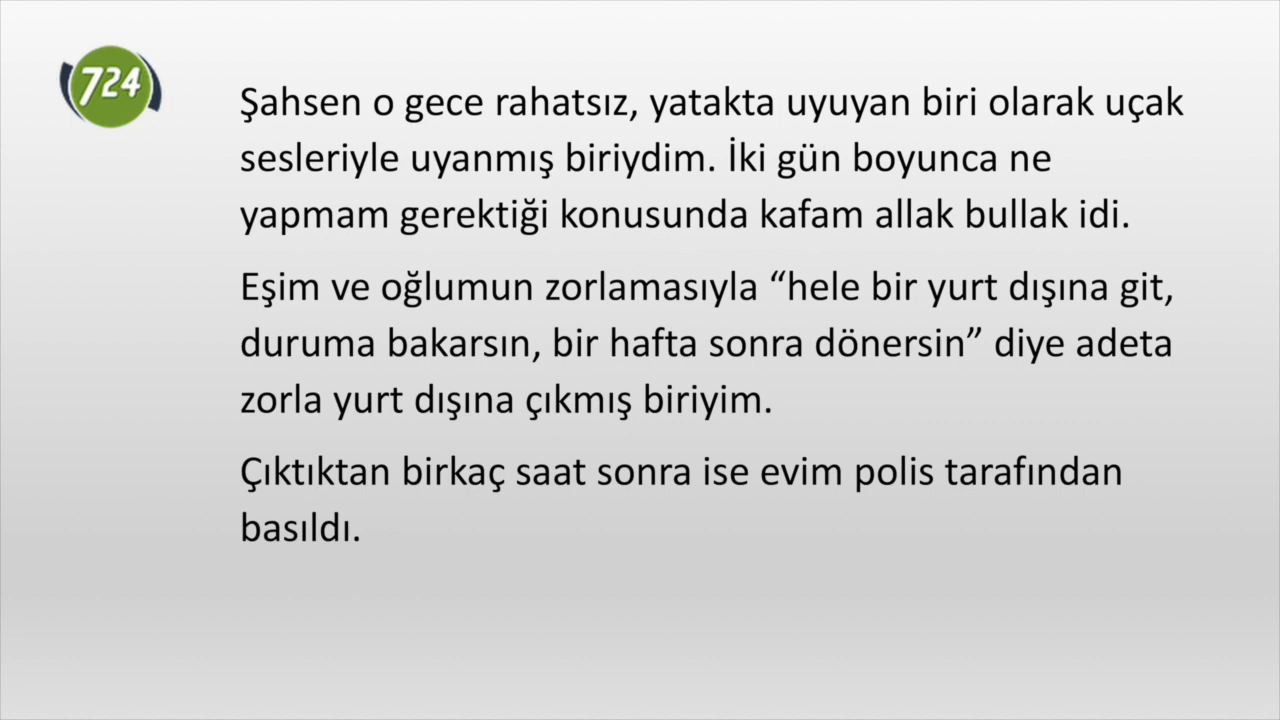 724
Şahsen o gece rahatsız, yatakta uyuyan biri olarak uçak
sesleriyle uyanmış biriydim. İki gün boyunca ne
yapmam gerektiği konusunda kafam allak bullak idi.
Eşim ve oğlumun zorlamasıyla “hele bir yurt dışına git,
duruma bakarsın, bir hafta sonra dönersin” diye adeta
zorla yurt dışına çıkmış biriyim.
Çıktıktan birkaç saat sonra ise evim polis tarafından
basıldı.